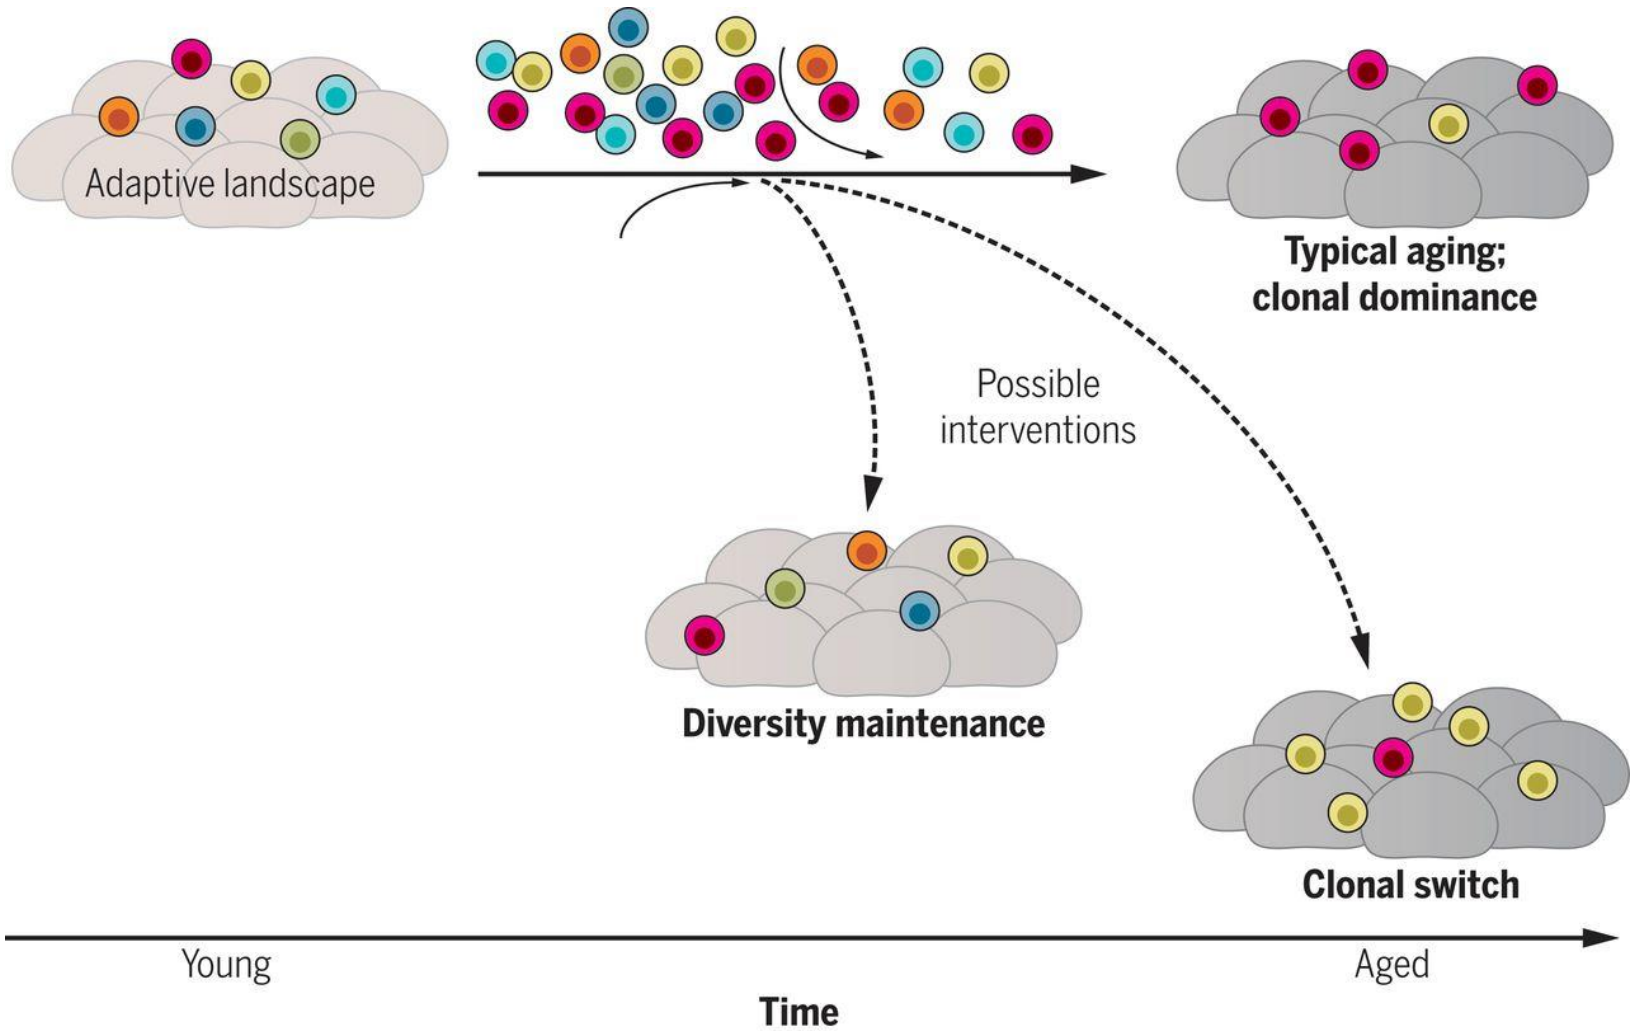 Adaptive landscape
Typical aging;
clonal dominance
Possible
interventions
Diversity maintenance
Clonal switch
Young
Aged
Time